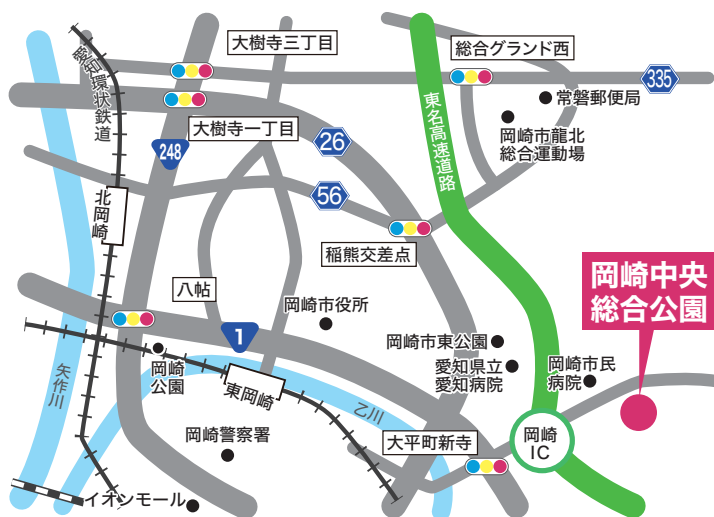 大樹寺三丁目
総合グランド西
335
愛知環状鉄道
常磐郵便局
東名高速道路
大樹寺一丁目
岡崎市龍北
総合運動場
248
26
56
北岡崎
稲熊交差点
岡崎中央
総合公園
八帖
岡崎市役所
1
岡崎市東公園
岡崎
公園
愛知県立
愛知病院
岡崎市民
病院
矢作川
東岡崎
乙川
岡崎警察署
大平町新寺
岡崎
IC
イオンモール